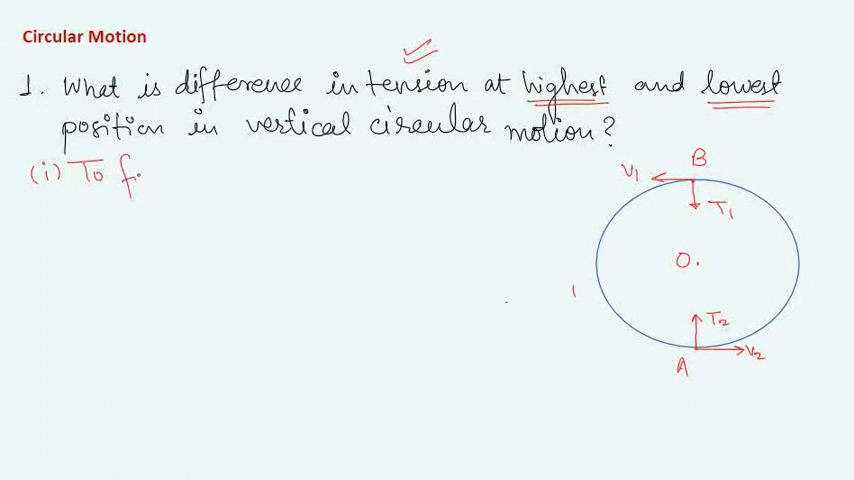 Circular Motion
1. What is difference in tension at highest and lowest
position in vertical circular motion?
(i) To f
B
V1
T1
O.
T2
V2
A